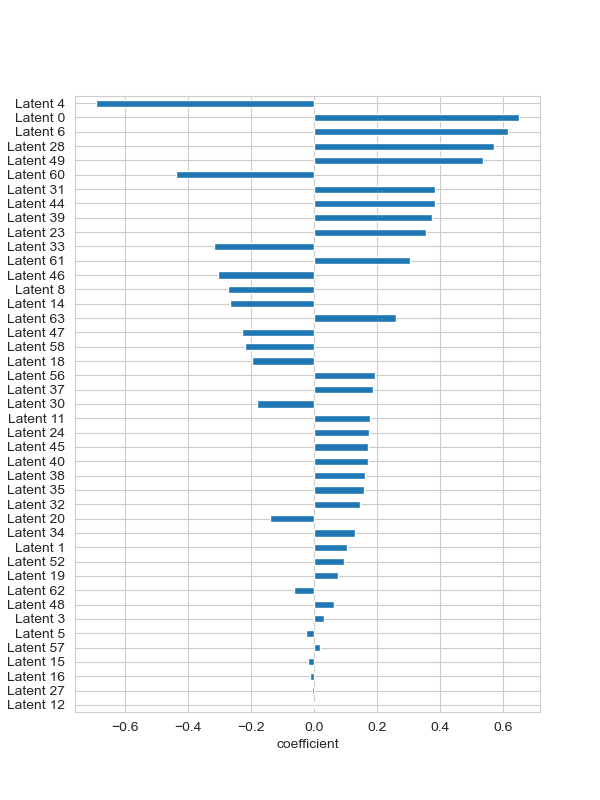 Latent 4
Latent 0
Latent 6
Latent 28
Latent 49
Latent 60
Latent 31
Latent 44
Latent 39
Latent 23
Latent 33
Latent 61
Latent 46
Latent 8
Latent 14
Latent 63
Latent 47
Latent 58
Latent 18
Latent 56
Latent 37
Latent 30
Latent 11
Latent 24
Latent 45
Latent 40
Latent 38
Latent 35
Latent 32
Latent 20
Latent 34
Latent 1
Latent 52
Latent 19
Latent 62
Latent 48
Latent 3
Latent 5
Latent 57
Latent 15
Latent 16
Latent 27
Latent 12
−0.6 −0.4 −0.2 0.0 0.2 0.4 0.6
coefficient